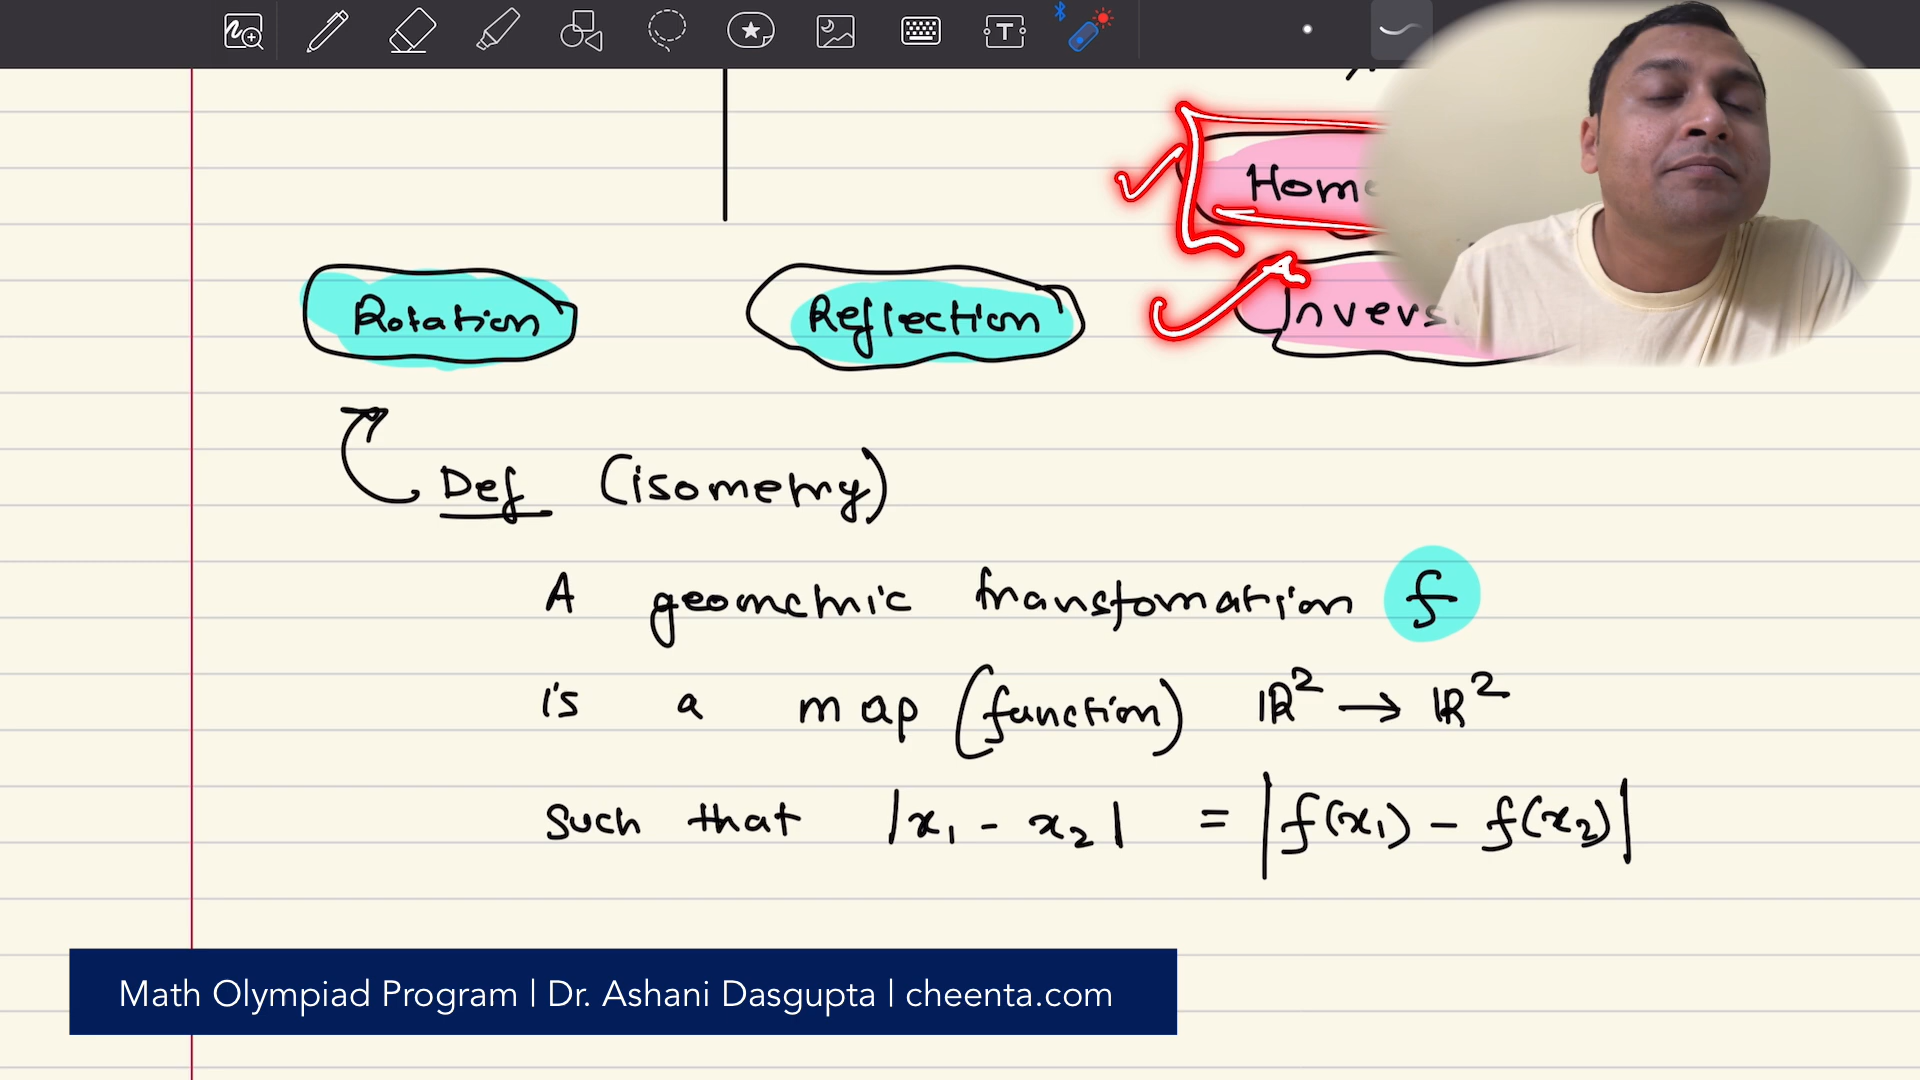 Rotation
Reflection
Def (isometry)
A geometric transfomation f
is a map (function) ℝ² → ℝ²
such that |x₁ - x₂| = |f(x₁) - f(x₂)|
Math Olympiad Program | Dr. Ashani Dasgupta | cheenta.com